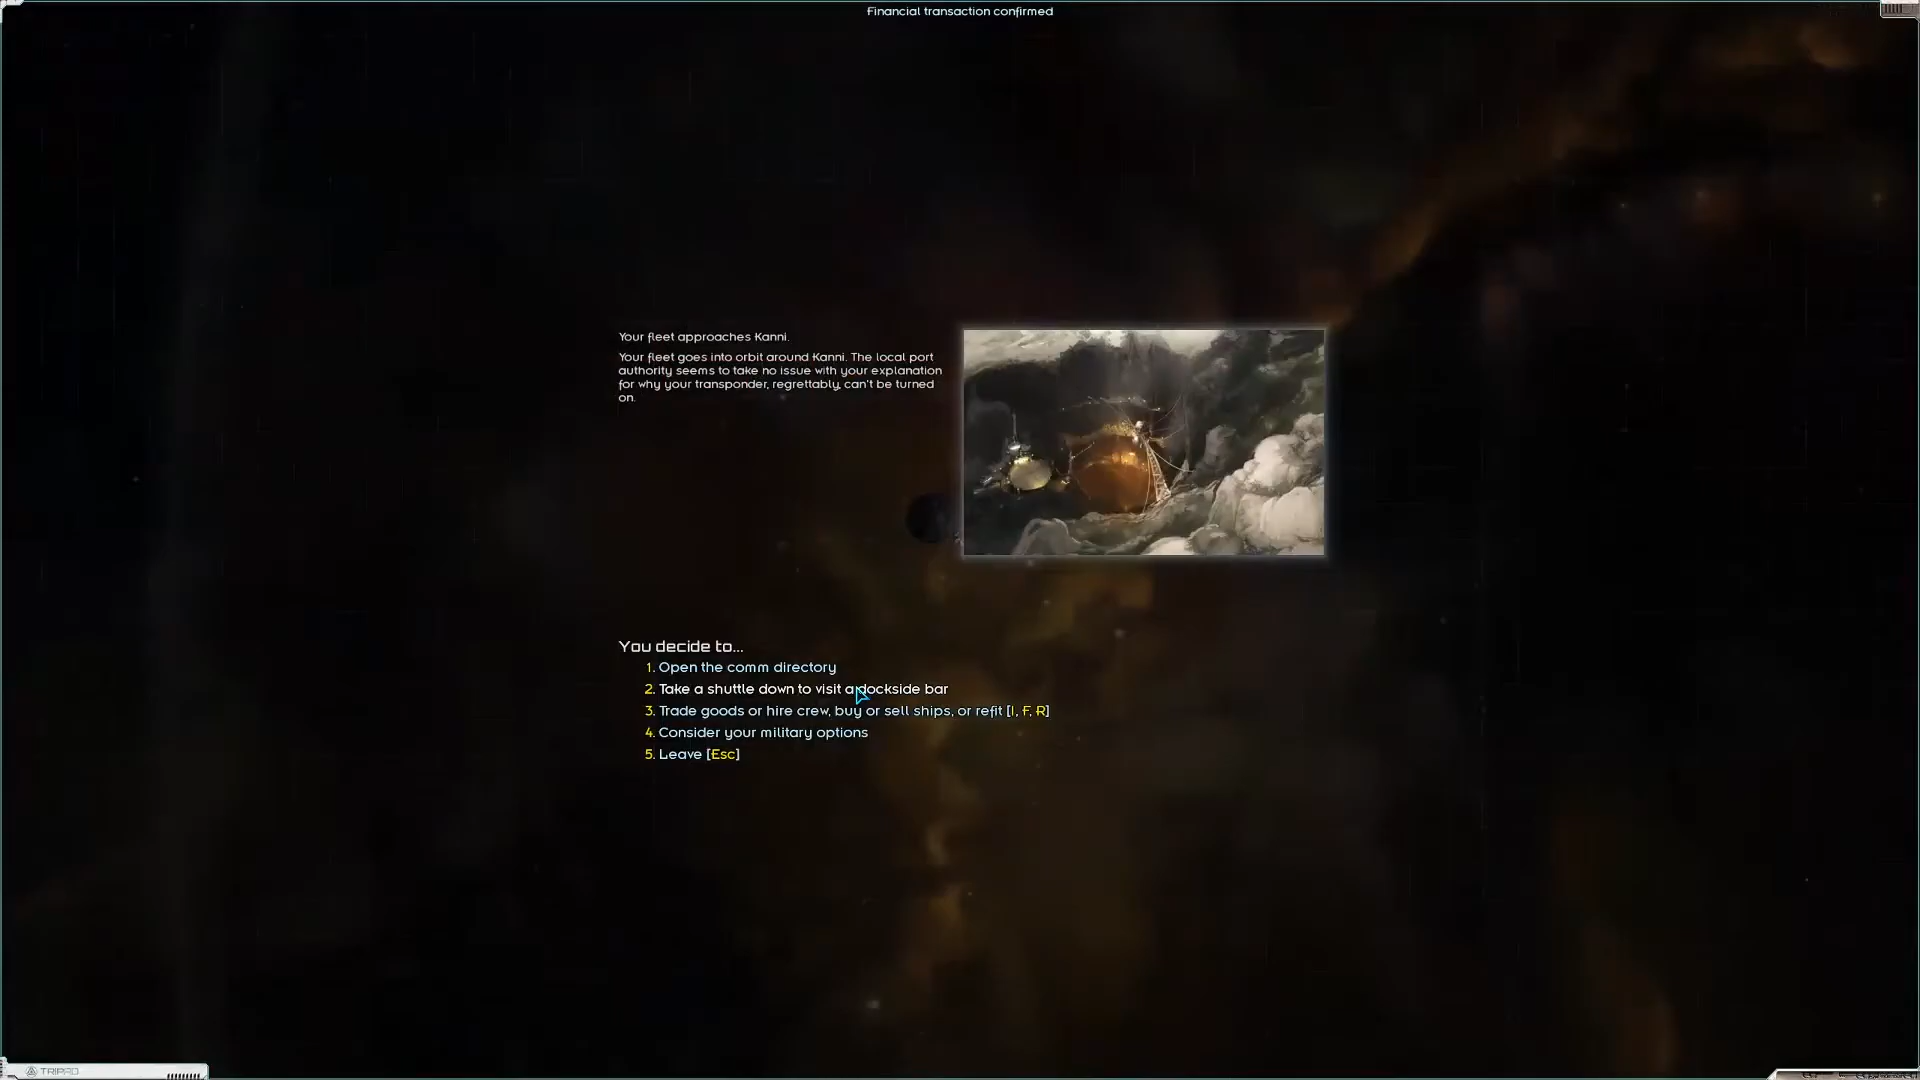 Financial transaction confirmed
Your fleet approaches Kanni.
Your fleet goes into orbit around Kanni. The local port
authority seems to take no issue with your explanation
for why your transponder, regrettably, can't be turned
on.
You decide to...
1. Open the comm directory
2. Take a shuttle down to visit a dockside bar
3. Trade goods or hire crew, buy or sell ships, or refit [I, F, R]
4. Consider your military options
5. Leave [Esc]
TRIPAD